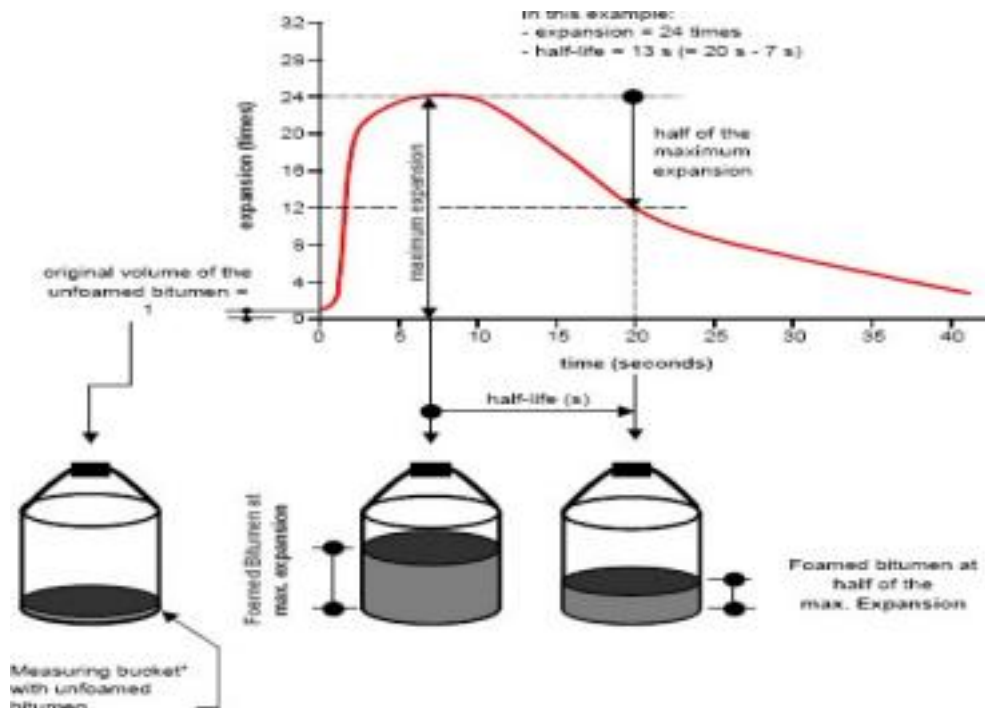 In this example:
- expansion = 24 times
- half-life = 13 s (= 20 s - 7 s)
32
28
24
20
16
12
8
4
0
expansion (times)
maximum expansion
half of the
maximum
expansion
original volume of the
unfoamed bitumen =
1
0
5
10
15
20
25
30
35
40
time (seconds)
half-life (s)
Foamed Bitumen at
max. expansion
Foamed bitumen at
half of the
max. Expansion
Measuring bucket*
with unfoamed
bitumen